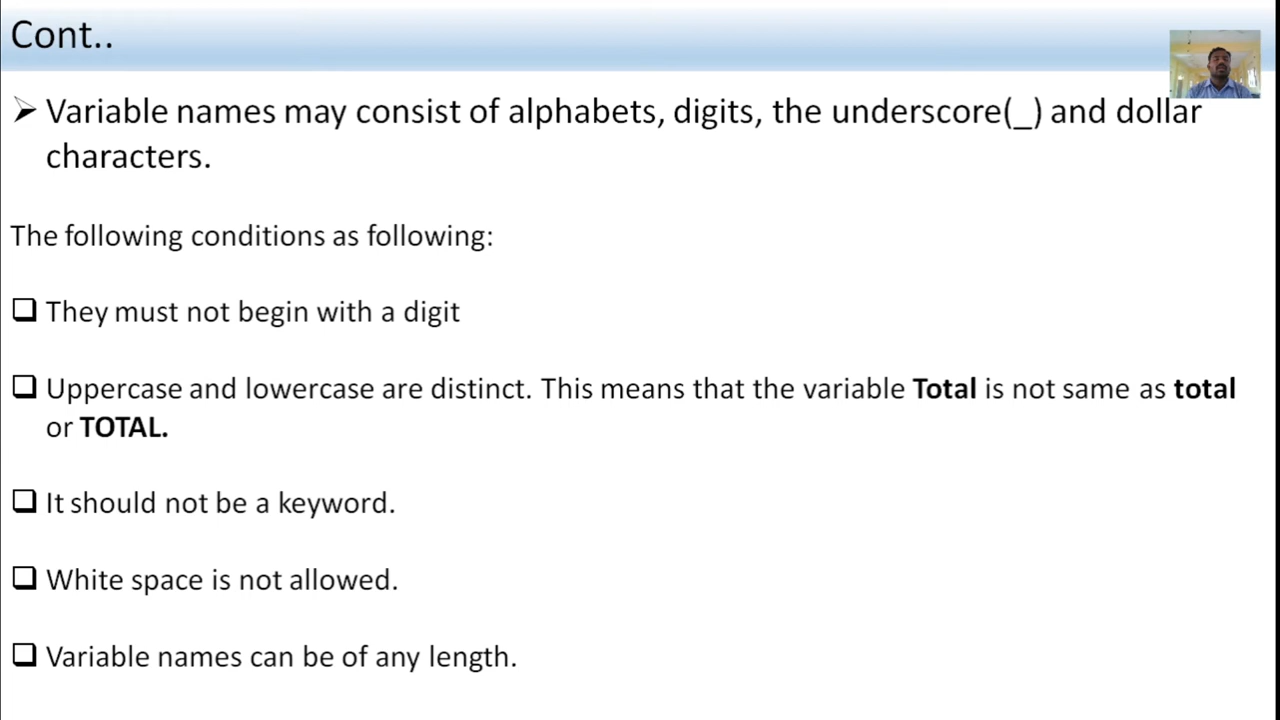 Cont..
Variable names may consist of alphabets, digits, the underscore(_) and dollar
characters.
The following conditions as following:
They must not begin with a digit
Uppercase and lowercase are distinct. This means that the variable Total is not same as total
or TOTAL.
It should not be a keyword.
White space is not allowed.
Variable names can be of any length.